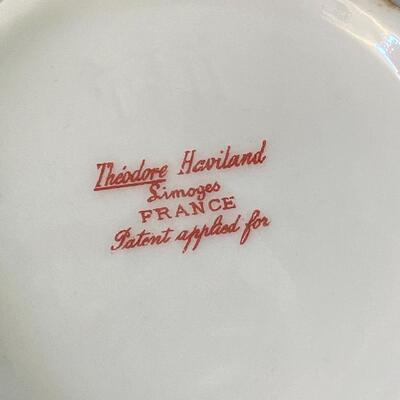 Théodore Haviland
Limoges
FRANCE
Patent applied for